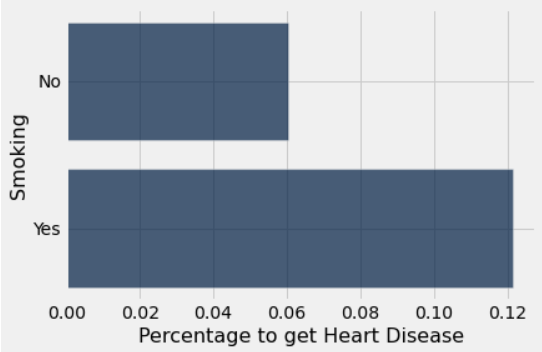 Smoking
No
Yes
0.00 0.02 0.04 0.06 0.08 0.10 0.12
Percentage to get Heart Disease